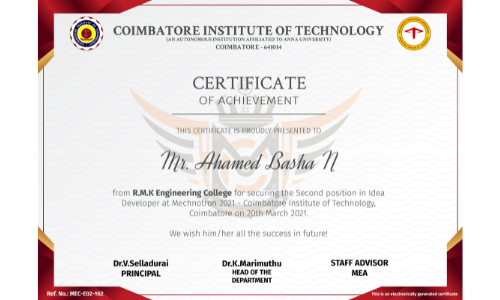 COIMBATORE INSTITUTE OF TECHNOLOGY
(AN AUTONOMOUS INSTITUTION AFFILIATED TO ANNA UNIVERSITY)
COIMBATORE - 641014
CERTIFICATE
OF ACHIEVEMENT
THIS CERTIFICATE IS PROUDLY PRESENTED TO
Mr. Ahamed Basha N
from R.M.K Engineering College for securing the Second position in Idea
Developer at Mechnotron 2021 - Coimbatore Institute of Technology,
Coimbatore on 20th March 2021.
We wish him/her all the success in future!
Dr.V.Selladurai
PRINCIPAL
Dr.K.Marimuthu
HEAD OF THE
DEPARTMENT
STAFF ADVISOR
MEA
Ref. No.: MEC-E02-162
This is an electronically generated certificate